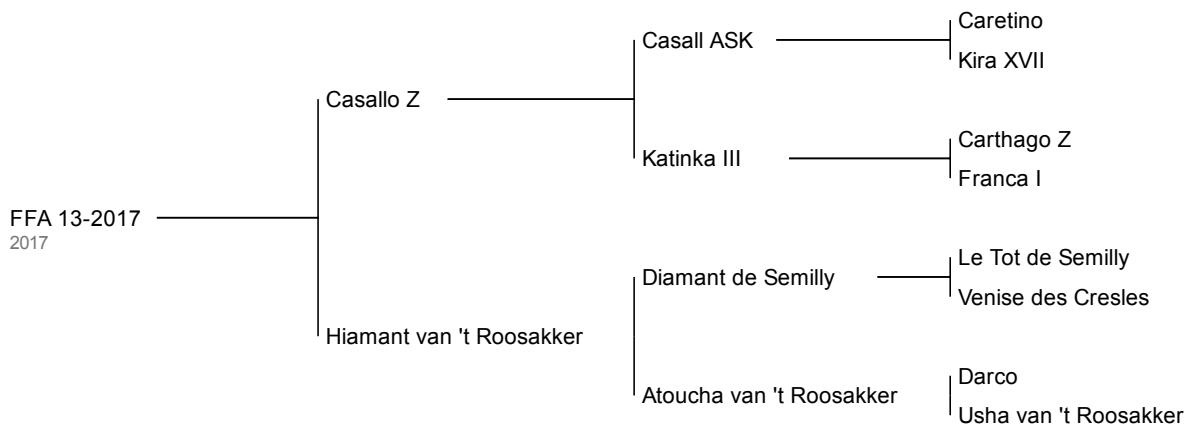 Caretino
Casall ASK
Kira XVII
Casallo Z
Carthago Z
Katinka III
Franca I
FFA 13-2017
2017
Le Tot de Semilly
Diamant de Semilly
Venise des Cresles
Hiamant van 't Roosakker
Darco
Atoucha van 't Roosakker
Usha van 't Roosakker